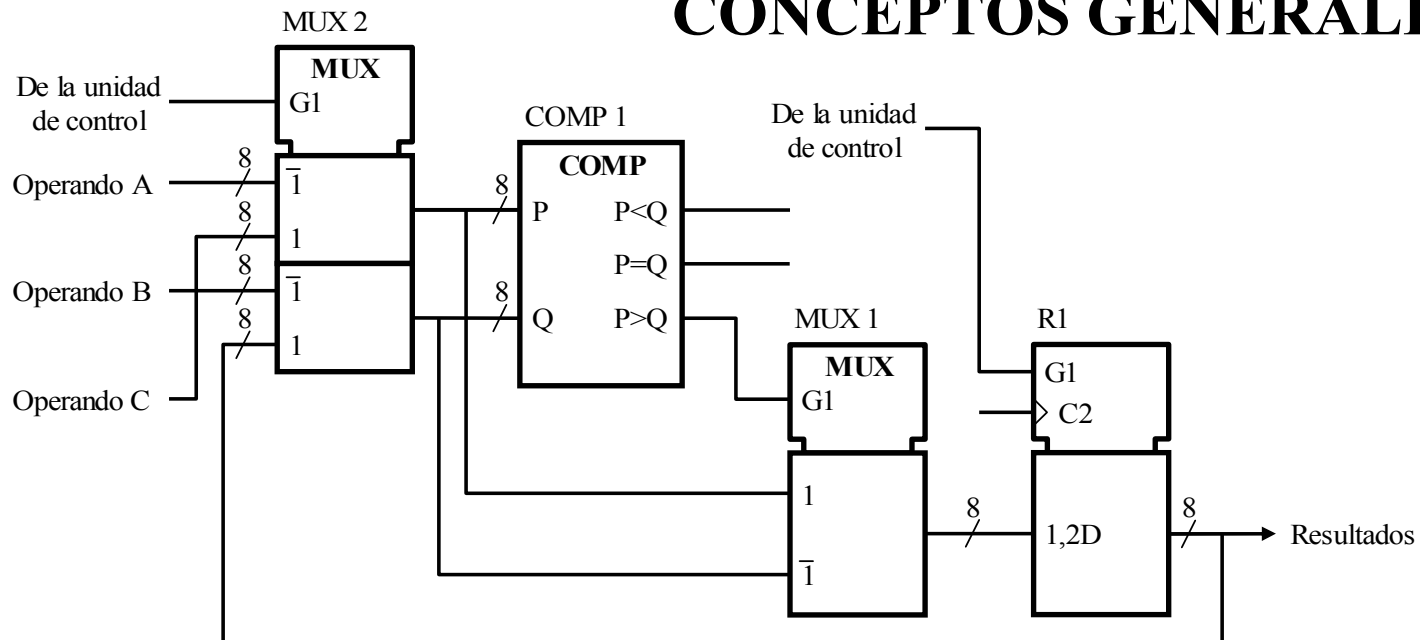 CONCEPTOS GENERAL
MUX 2
MUX
G1
De la unidad
de control
Operando A
8
1
8
1
Operando B
8
1
8
1
Operando C
COMP 1
COMP
8
P
P<Q
P=Q
8
Q
P>Q
De la unidad
de control
MUX 1
MUX
G1
1
1
8
R1
G1
C2
1,2D
8
Resultados